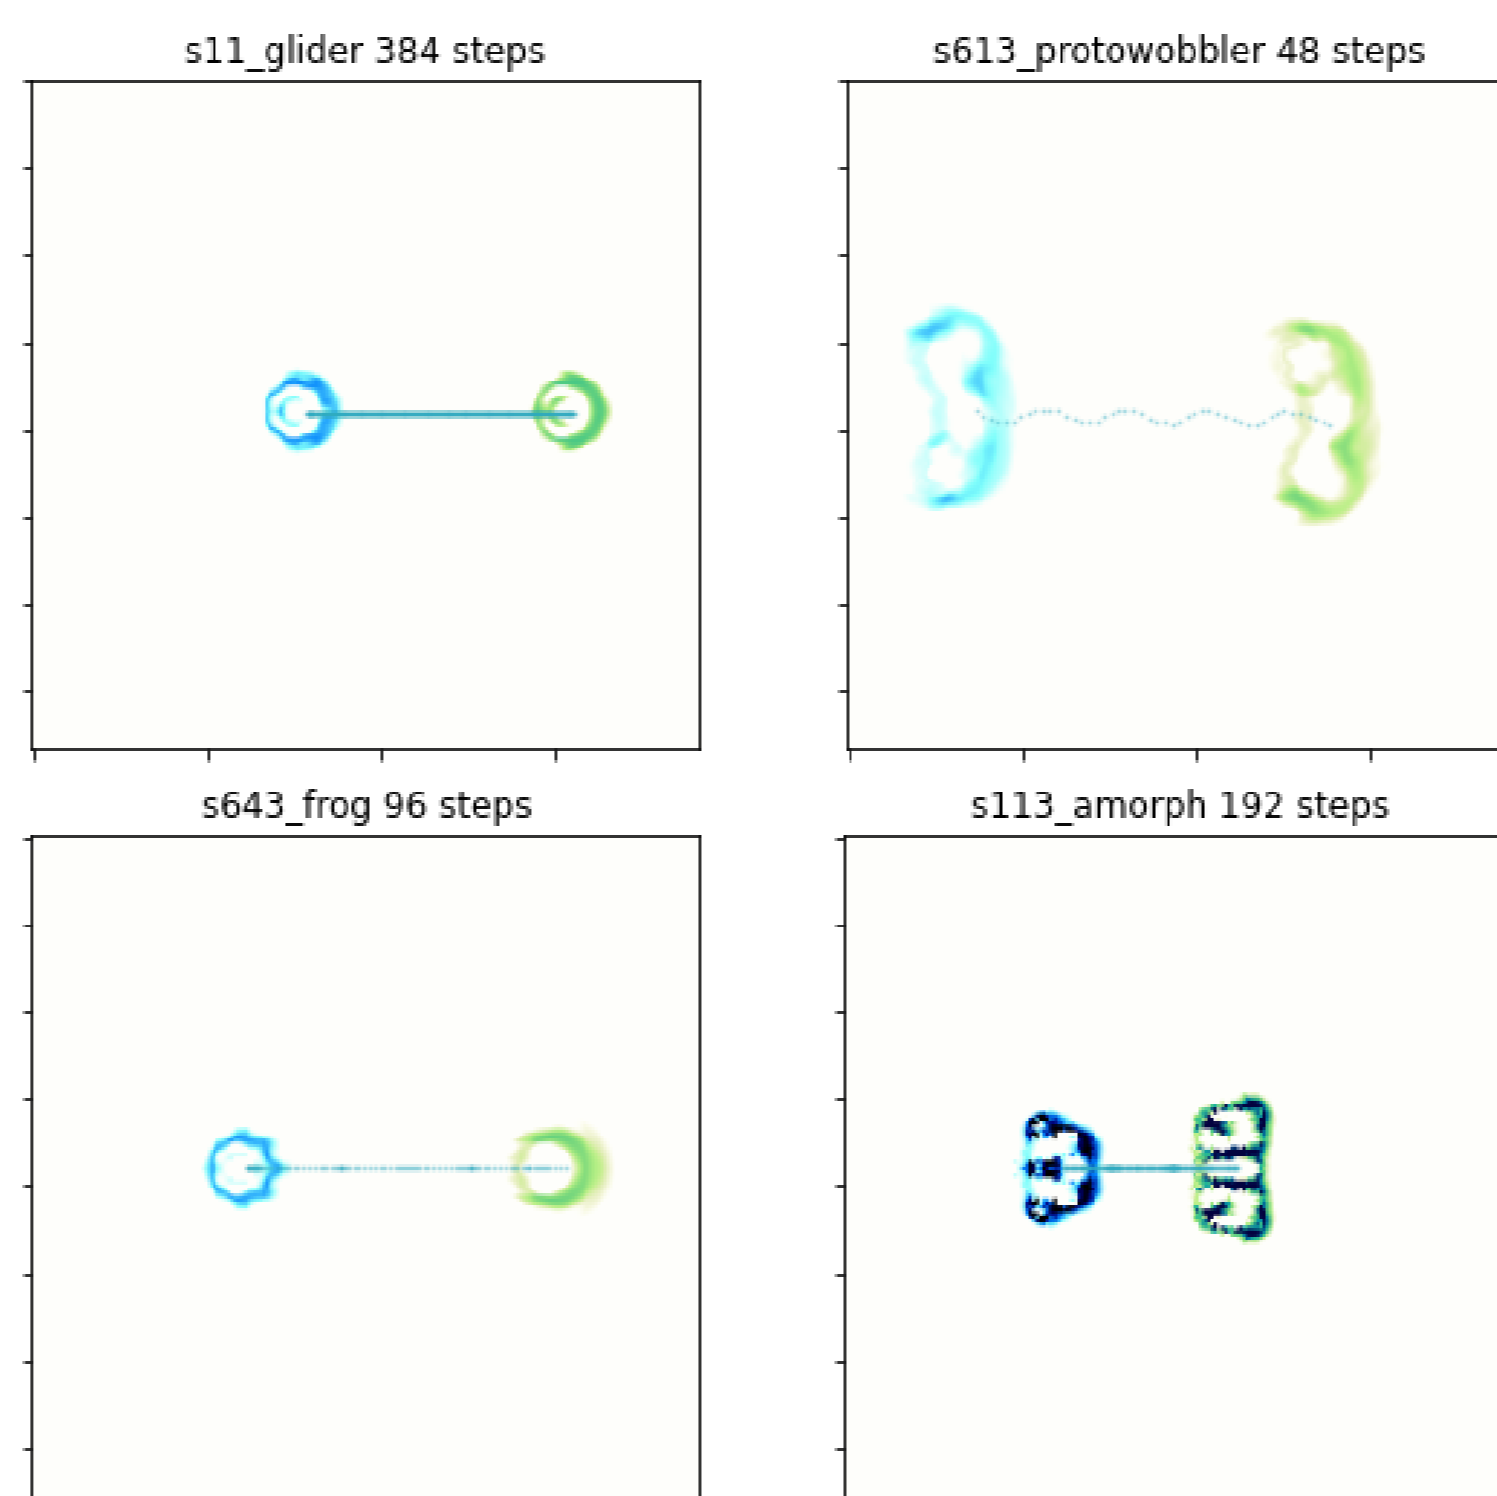 s11_glider 384 steps
s613_protowobbler 48 steps
s643_frog 96 steps
s113_amorph 192 steps